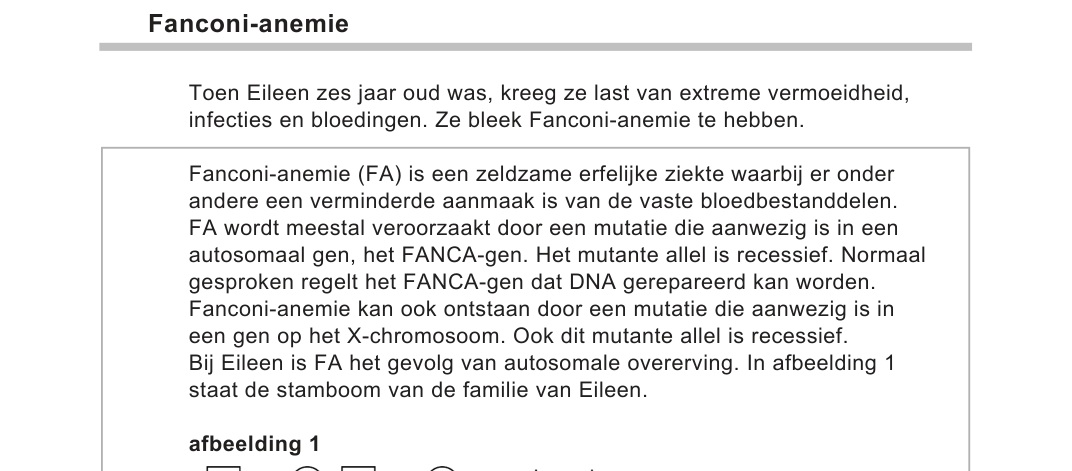 Fanconi-anemie
Toen Eileen zes jaar oud was, kreeg ze last van extreme vermoeidheid,
infecties en bloedingen. Ze bleek Fanconi-anemie te hebben.
Fanconi-anemie (FA) is een zeldzame erfelijke ziekte waarbij er onder
andere een verminderde aanmaak is van de vaste bloedbestanddelen.
FA wordt meestal veroorzaakt door een mutatie die aanwezig is in een
autosomaal gen, het FANCA-gen. Het mutante allel is recessief. Normaal
gesproken regelt het FANCA-gen dat DNA gerepareerd kan worden.
Fanconi-anemie kan ook ontstaan door een mutatie die aanwezig is in
een gen op het X-chromosoom. Ook dit mutante allel is recessief.
Bij Eileen is FA het gevolg van autosomale overerving. In afbeelding 1
staat de stamboom van de familie van Eileen.
afbeelding 1